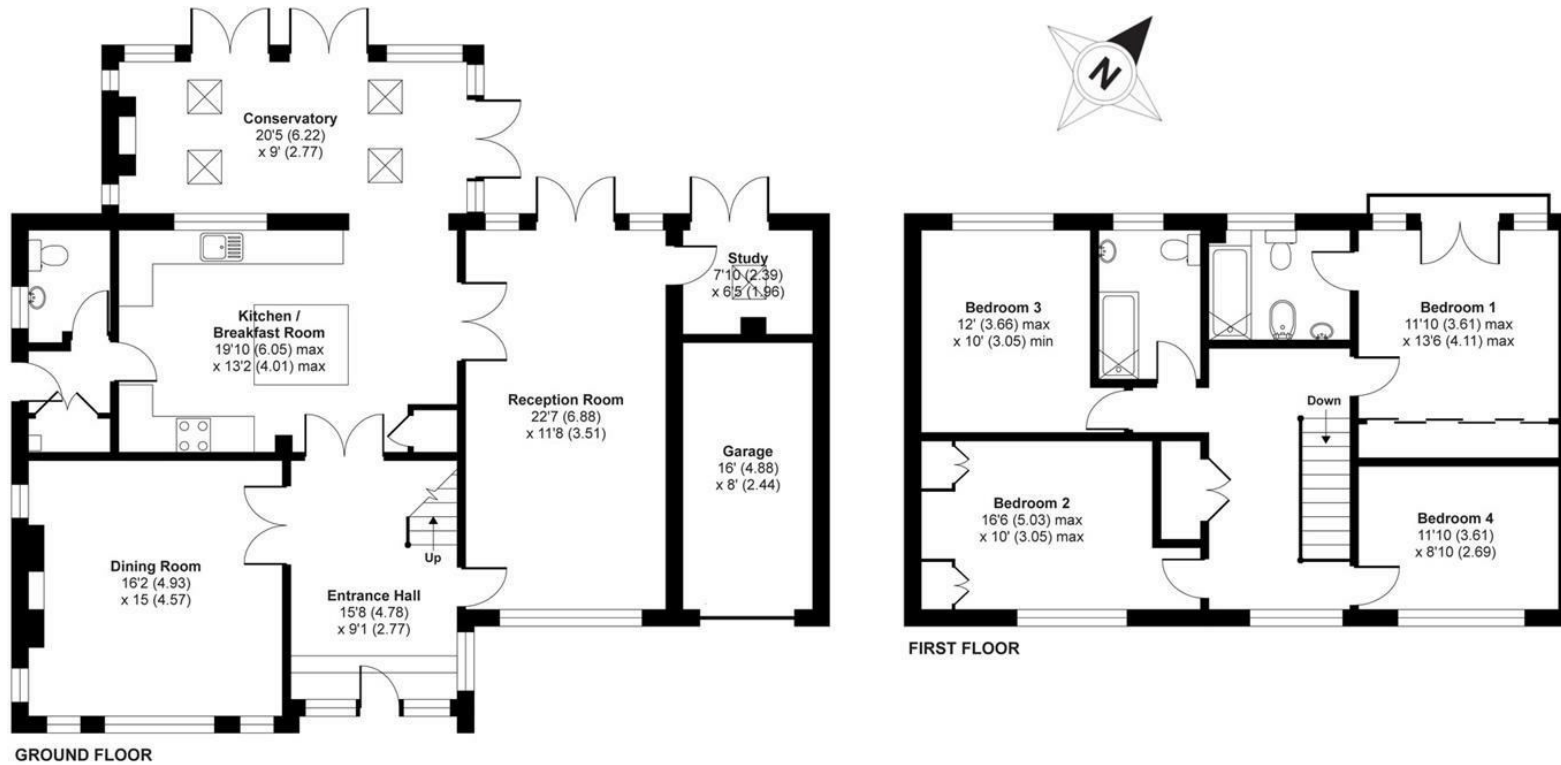 Conservatory
20'5 (6.22)
x 9' (2.77)
N
Study
7'10 (2.39)
x 6'5 (1.96)
Kitchen /
Breakfast Room
19'10 (6.05) max
x 13'2 (4.01) max
Reception Room
22'7 (6.88)
x 11'8 (3.51)
Garage
16' (4.88)
x 8' (2.44)
Dining Room
16'2 (4.93)
x 15 (4.57)
Up
Entrance Hall
15'8 (4.78)
x 9'1 (2.77)
GROUND FLOOR
Bedroom 3
12' (3.66) max
x 10' (3.05) min
Bedroom 1
11'10 (3.61) max
x 13'6 (4.11) max
Down
Bedroom 2
16'6 (5.03) max
x 10' (3.05) max
Bedroom 4
11'10 (3.61)
x 8'10 (2.69)
FIRST FLOOR